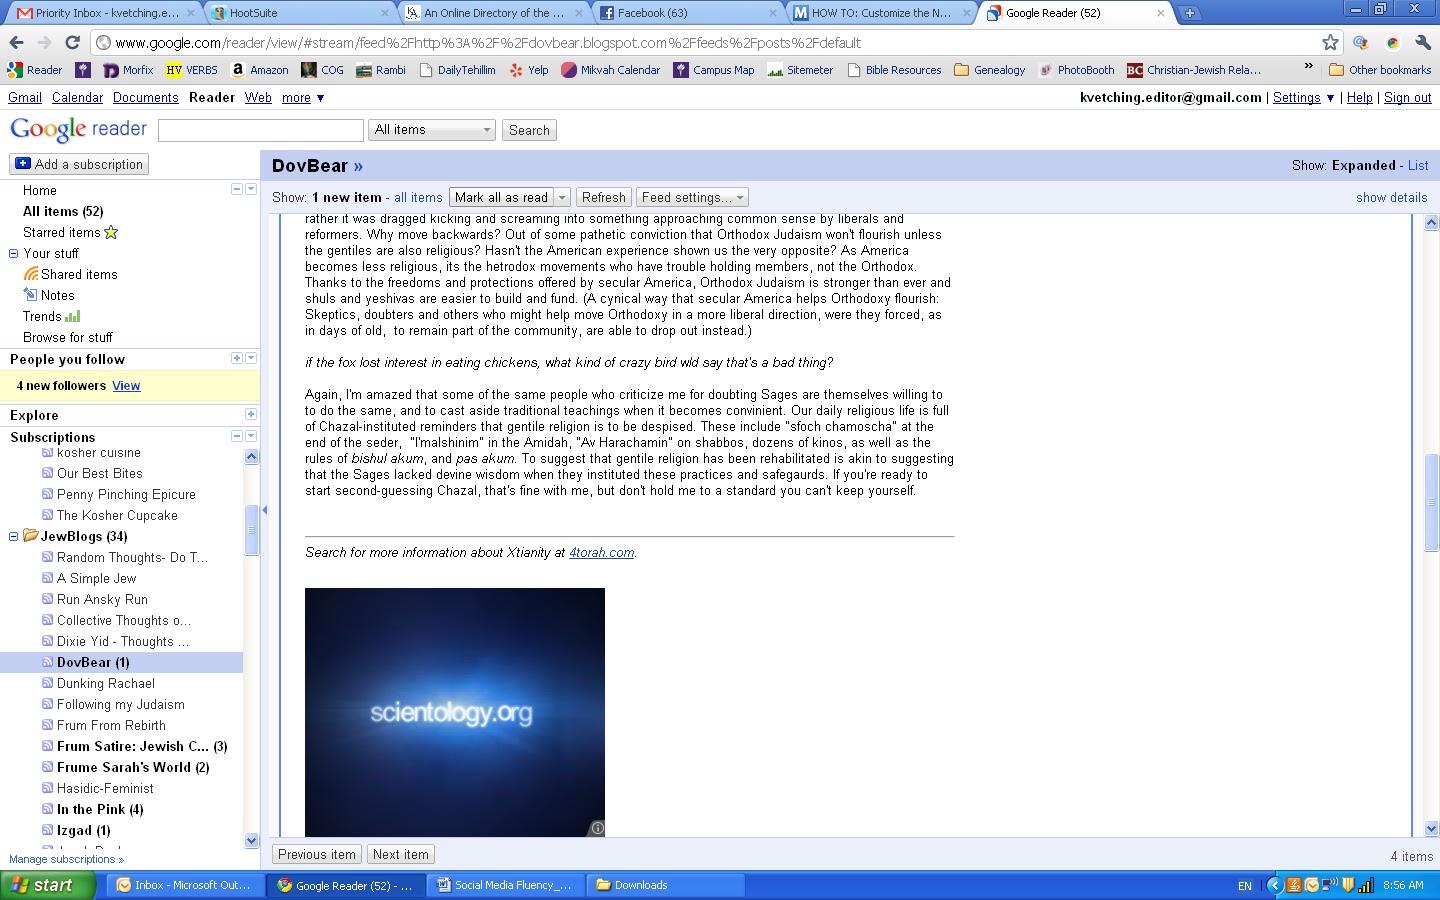 Priority Inbox - kvetching.e...
HootSuite
An Online Directory of the ...
Facebook (63)
HOW TO: Customize the N...
Google Reader (52)
www.google.com/reader/view/#stream/feed%2Fhttp%3A%2F%2Fdovbear.blogspot.com%2Ffeeds%2Fposts%2Fdefault
Reader
Morfix
HV VERBS
a Amazon
COG
Rambi
DailyTehillim
Yelp
Mikvah Calendar
Campus Map
Sitemeter
Bible Resources
Genealogy
PhotoBooth
BC Christian-Jewish Rela...
»
Other bookmarks
Gmail Calendar Documents Reader Web more ▼
kvetching.editor@gmail.com | Settings ▼ | Help | Sign out
Google reader
All items
Search
Add a subscription
Home
All items (52)
Starred items
Your stuff
Shared items
Notes
Trends
Browse for stuff
People you follow
4 new followers View
Explore
Subscriptions
kosher cuisine
Our Best Bites
Penny Pinching Epicure
The Kosher Cupcake
JewBlogs (34)
Random Thoughts- Do T...
A Simple Jew
Run Ansky Run
Collective Thoughts o...
Dixie Yid - Thoughts ...
DovBear (1)
Dunking Rachael
Following my Judaism
Frum From Rebirth
Frum Satire: Jewish C... (3)
Frume Sarah's World (2)
Hasidic-Feminist
In the Pink (4)
Izgad (1)
Manage subscriptions »
DovBear »
Show: Expanded - List
Show: 1 new item - all items
Mark all as read
Refresh
Feed settings...
show details
rather it was dragged kicking and screaming into something approaching common sense by liberals and
reformers. Why move backwards? Out of some pathetic conviction that Orthodox Judaism won't flourish unless
the gentiles are also religious? Hasn't the American experience shown us the very opposite? As America
becomes less religious, its the hetrodox movements who have trouble holding members, not the Orthodox.
Thanks to the freedoms and protections offered by secular America, Orthodox Judaism is stronger than ever and
shuls and yeshivas are easier to build and fund. (A cynical way that secular America helps Orthodoxy flourish:
Skeptics, doubters and others who might help move Orthodoxy in a more liberal direction, were they forced, as
in days of old, to remain part of the community, are able to drop out instead.)
if the fox lost interest in eating chickens, what kind of crazy bird wld say that's a bad thing?
Again, I'm amazed that some of the same people who criticize me for doubting Sages are themselves willing to
to do the same, and to cast aside traditional teachings when it becomes convinient. Our daily religious life is full
of Chazal-instituted reminders that gentile religion is to be despised. These include "sfoch chamoscha" at the
end of the seder, "l'malshinim" in the Amidah, "Av Harachamin" on shabbos, dozens of kinos, as well as the
rules of bishul akum, and pas akum. To suggest that gentile religion has been rehabilitated is akin to suggesting
that the Sages lacked devine wisdom when they instituted these practices and safegaurds. If you're ready to
start second-guessing Chazal, that's fine with me, but don't hold me to a standard you can't keep yourself.
Search for more information about Xtianity at 4torah.com.
scientology.org
Previous item
Next item
4 items
start
Inbox - Microsoft Out...
Google Reader (52) - ...
Social Media Fluency_...
Downloads
EN
8:56 AM